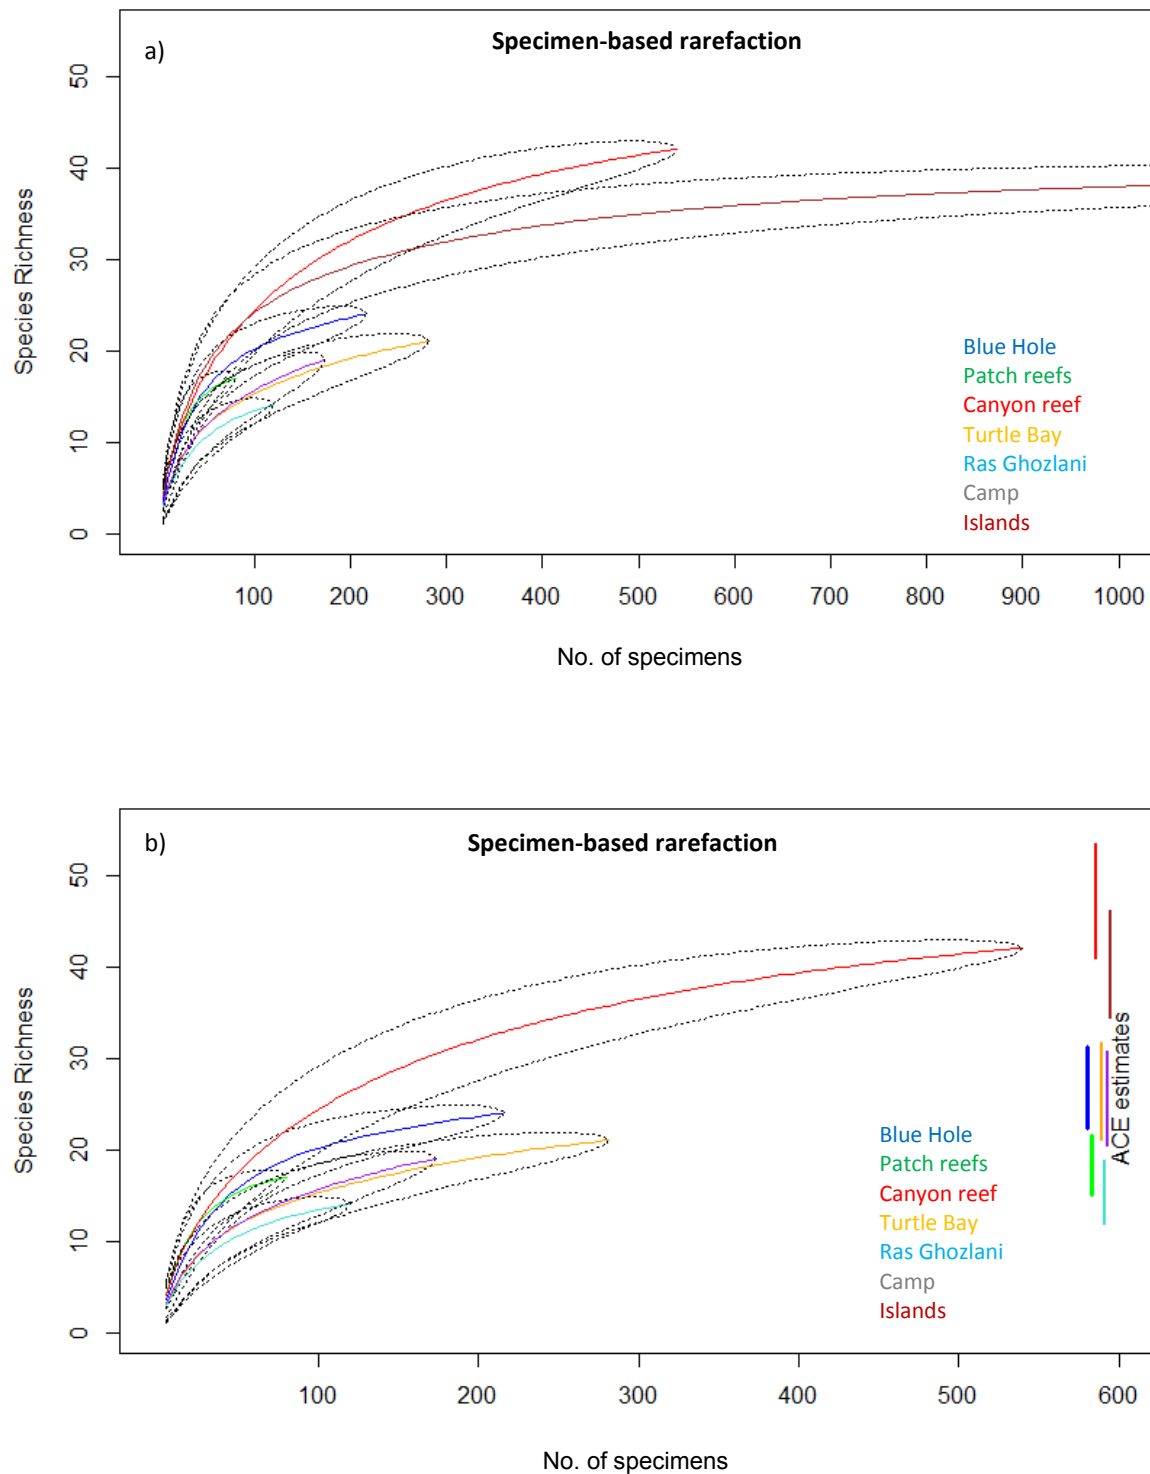 a)
Specimen-based rarefaction
50
40
30
20
10
0
Species Richness
Blue Hole
Patch reefs
Canyon reef
Turtle Bay
Ras Ghozlani
Camp
Islands
100 200 300 400 500 600 700 800 900 1000
No. of specimens
b)
Specimen-based rarefaction
50
40
30
20
10
0
Species Richness
ACE estimates
Blue Hole
Patch reefs
Canyon reef
Turtle Bay
Ras Ghozlani
Camp
Islands
100 200 300 400 500 600
No. of specimens